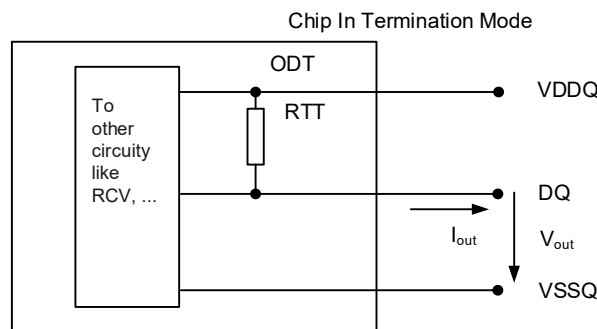 Chip In Termination Mode
ODT
VDDQ
To
other
circuity
like
RCV, ...
RTT
DQ
Iout
Vout
VSSQ